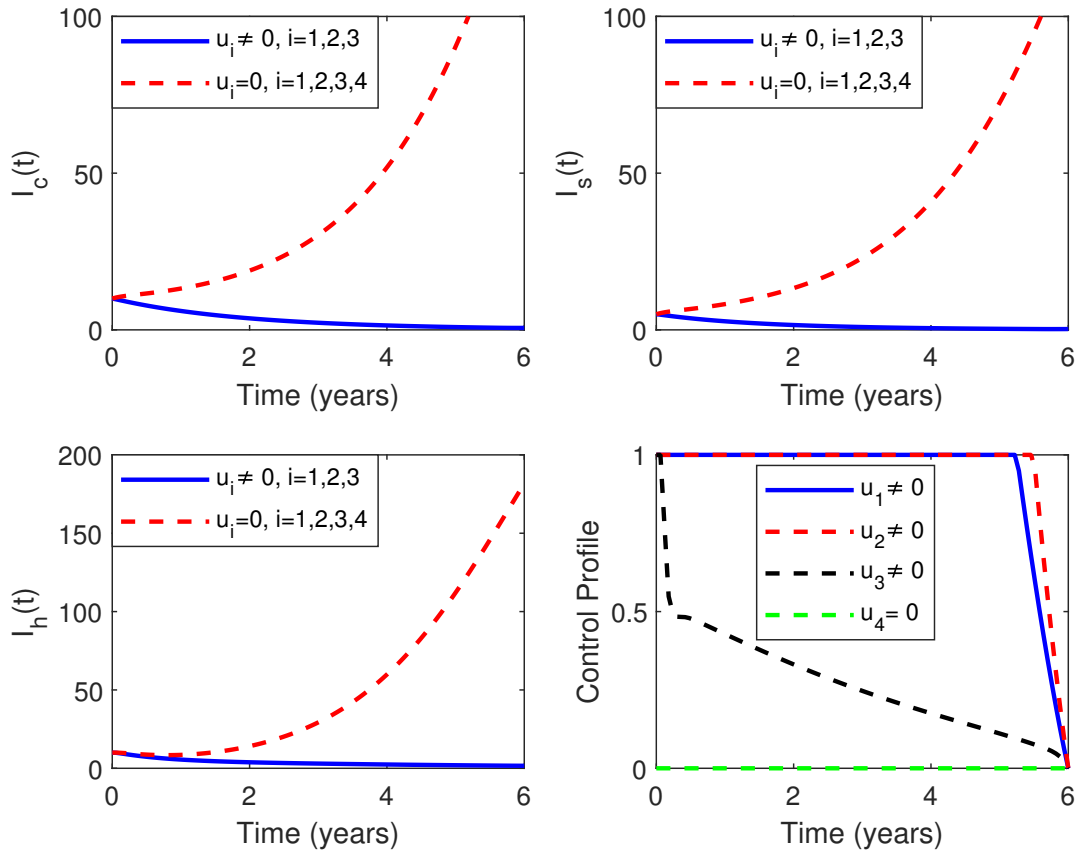 100
50
0
I_c(t)
u_i ≠ 0, i=1,2,3
u_i=0, i=1,2,3,4
0 2 4 6
Time (years)
100
50
0
I_s(t)
u_i ≠ 0, i=1,2,3
u_i=0, i=1,2,3,4
0 2 4 6
Time (years)
200
150
100
50
0
I_h(t)
u_i ≠ 0, i=1,2,3
u_i=0, i=1,2,3,4
0 2 4 6
Time (years)
1
0.5
0
Control Profile
u_1 ≠ 0
u_2 ≠ 0
u_3 ≠ 0
u_4 = 0
0 2 4 6
Time (years)